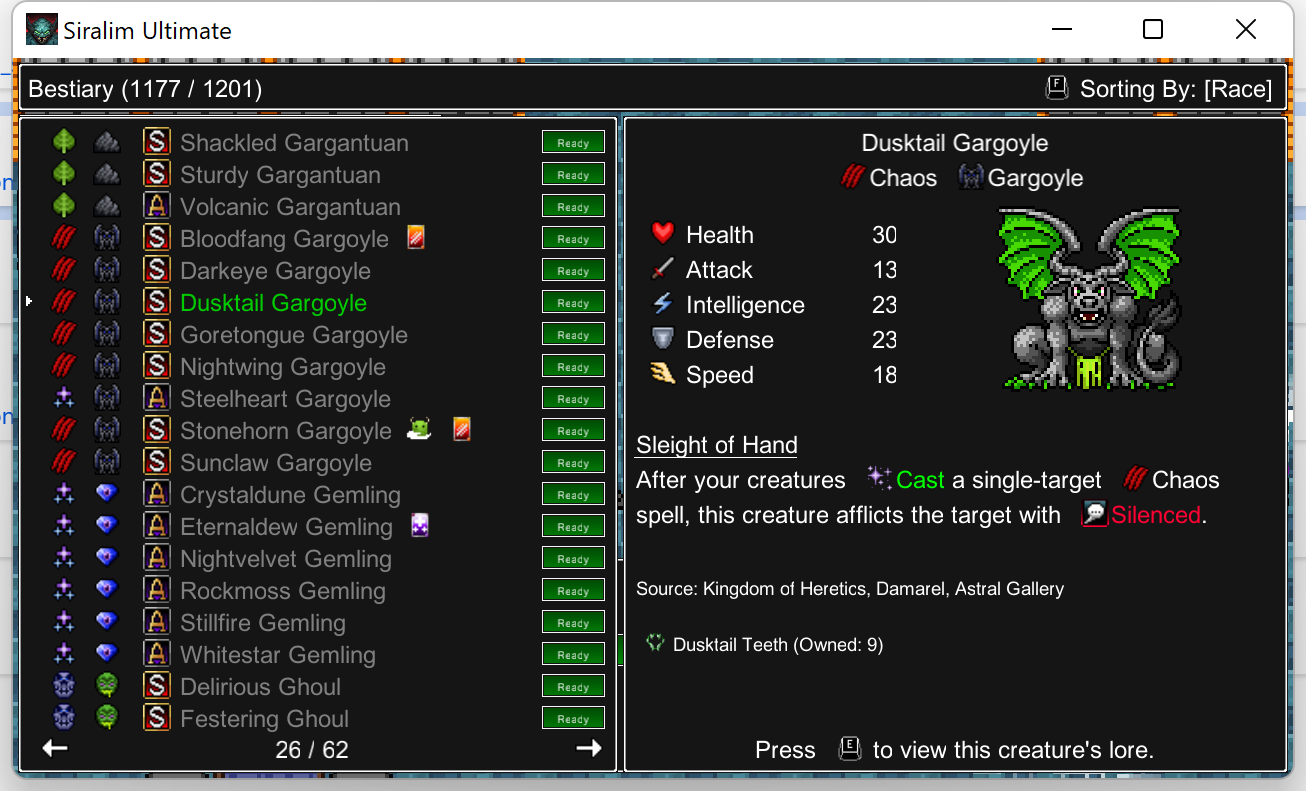 Siralim Ultimate
Bestiary (1177 / 1201)
F Sorting By: [Race]
S Shackled Gargantuan Ready
S Sturdy Gargantuan Ready
A Volcanic Gargantuan Ready
S Bloodfang Gargoyle Ready
S Darkeye Gargoyle Ready
S Dusktail Gargoyle Ready
S Goretongue Gargoyle Ready
S Nightwing Gargoyle Ready
A Steelheart Gargoyle Ready
S Stonehorn Gargoyle Ready
S Sunclaw Gargoyle Ready
A Crystaldune Gemling Ready
A Eternaldew Gemling Ready
A Nightvelvet Gemling Ready
A Rockmoss Gemling Ready
A Stillfire Gemling Ready
A Whitestar Gemling Ready
S Delirious Ghoul Ready
S Festering Ghoul Ready
26 / 62
Dusktail Gargoyle
Chaos Gargoyle
Health 30
Attack 13
Intelligence 23
Defense 23
Speed 18
Sleight of Hand
After your creatures Cast a single-target Chaos
spell, this creature afflicts the target with Silenced.
Source: Kingdom of Heretics, Damarel, Astral Gallery
Dusktail Teeth (Owned: 9)
Press E to view this creature's lore.